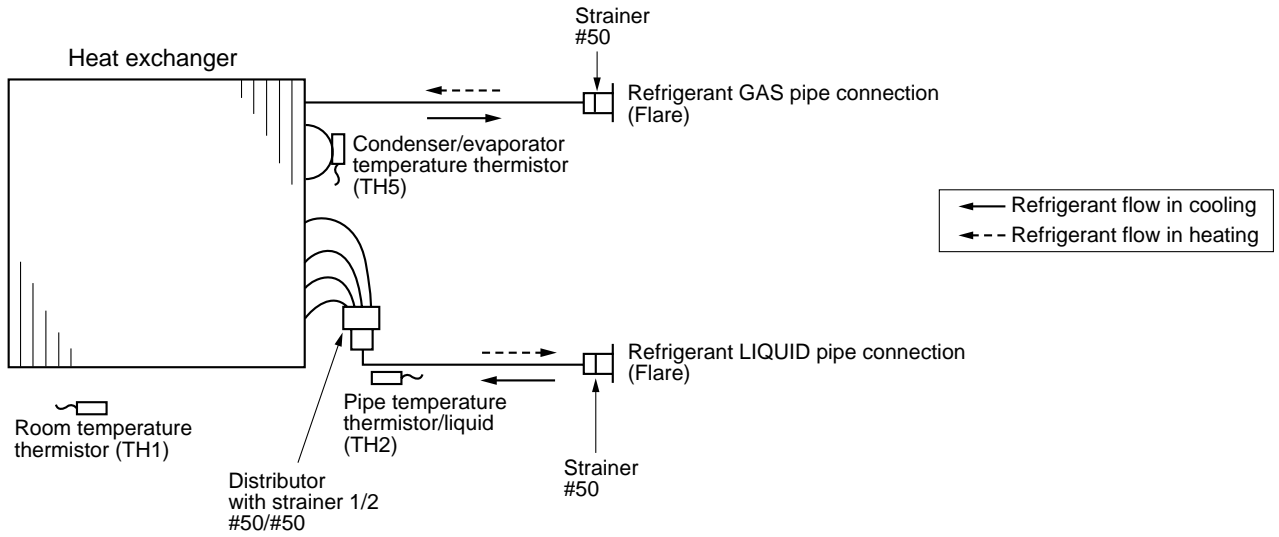 Strainer
#50
Heat exchanger
Refrigerant GAS pipe connection
(Flare)
Condenser/evaporator
temperature thermistor
(TH5)
Refrigerant flow in cooling
Refrigerant flow in heating
Refrigerant LIQUID pipe connection
(Flare)
Pipe temperature
thermistor/liquid
(TH2)
Room temperature
thermistor (TH1)
Strainer
#50
Distributor
with strainer 1/2
#50/#50